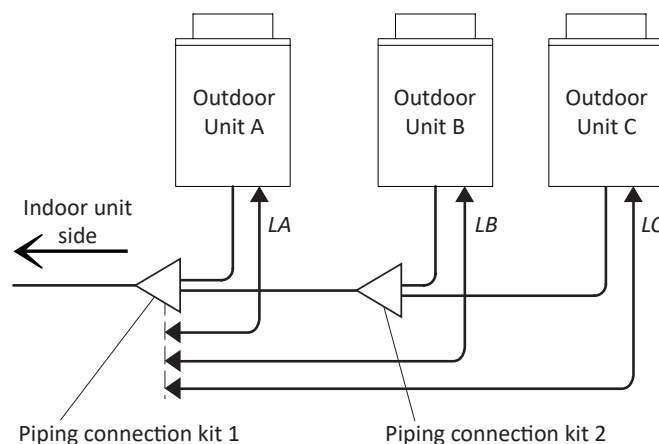 Outdoor
Unit A
Outdoor
Unit B
Outdoor
Unit C
Indoor unit
side
LA
LB
LC
Piping connection kit 1
Piping connection kit 2